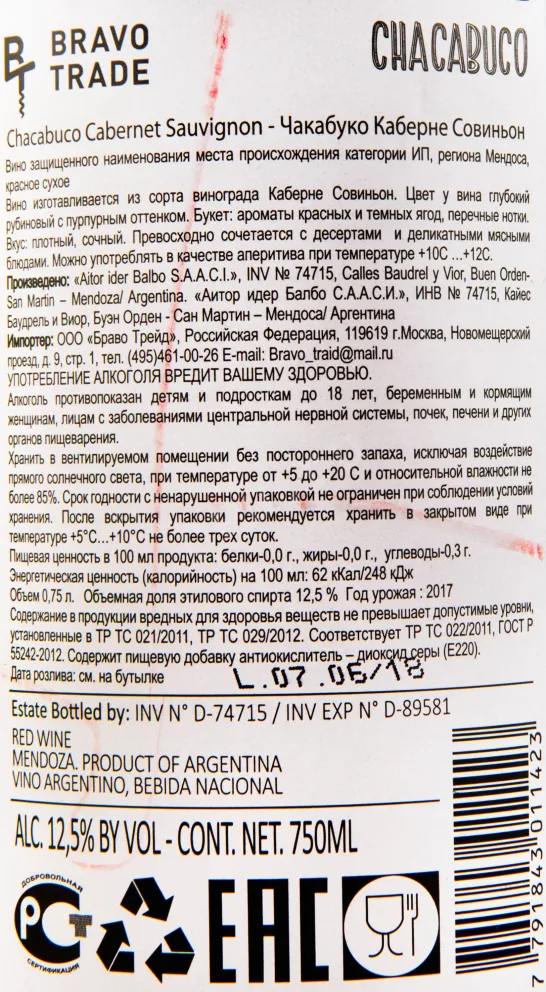 BRAVO
TRADE
CHACABUCO
Chacabuco Cabernet Sauvignon - Чакабуко Каберне Совиньон
Вино защищенного наименования места происхождения категории ИП, региона Мендоса,
красное сухое
Вино изготавливается из сорта винограда Каберне Совиньон. Цвет у вина глубокий
рубиновый с пурпурным оттенком. Букет: ароматы красных и темных ягод, перечные нотки.
Вкус: плотный, сочный. Превосходно сочетается с десертами и деликатными мясными
блюдами. Можно употреблять в качестве аперитива при температуре +10С ...+12С.
Произведено: «Aitor ider Balbo S.A.A.C.I.», INV № 74715, Calles Baudrel y Vior, Buen Orden-
San Martin – Mendoza/ Argentina. «Аитор идер Балбо С.А.А.С.И.», ИНВ № 74715, Кайес
Баудрель и Виор, Буэн Орден - Сан Мартин – Мендоса/ Аргентина
Импортер: ООО «Браво Трейд», Российская Федерация, 119619 г.Москва, Новомещерский
проезд, д. 9, стр. 1, тел. (495)461-00-26 E-mail: Bravo_traid@mail.ru
УПОТРЕБЛЕНИЕ АЛКОГОЛЯ ВРЕДИТ ВАШЕМУ ЗДОРОВЬЮ.
Алкоголь противопоказан детям и подросткам до 18 лет, беременным и кормящим
женщинам, лицам с заболеваниями центральной нервной системы, почек, печени и других
органов пищеварения.
Хранить в вентилируемом помещении без постороннего запаха, исключая воздействие
прямого солнечного света, при температуре от +5 до +20 С и относительной влажности не
более 85%. Срок годности с ненарушенной упаковкой не ограничен при соблюдении условий
хранения. После вскрытия упаковки рекомендуется хранить в закрытом виде при
температуре +5°С...+10°С не более трех суток.
Пищевая ценность в 100 мл продукта: белки-0,0 г., жиры-0,0 г., углеводы-0,3 г.
Энергетическая ценность (калорийность) на 100 мл: 62 кКал/248 кДж
Объем 0,75 л. Объемная доля этилового спирта 12,5 % Год урожая : 2017
Содержание в продукции вредных для здоровья веществ не превышает допустимые уровни,
установленные в ТР ТС 021/2011, ТР ТС 029/2012. Соответствует ТР ТС 022/2011, ГОСТ Р
55242-2012. Содержит пищевую добавку антиокислитель – диоксид серы (Е220).
Дата розлива: см. на бутылке
L.07.06/18
Estate Bottled by: INV N° D-74715 / INV EXP N° D-89581
RED WINE
MENDOZA. PRODUCT OF ARGENTINA
VINO ARGENTINO, BEBIDA NACIONAL
ALC. 12,5% BY VOL - CONT. NET. 750ML
ДОБРОВОЛЬНАЯ
РСТ
СЕРТИФИКАЦИЯ
EAC
7 791843 011423